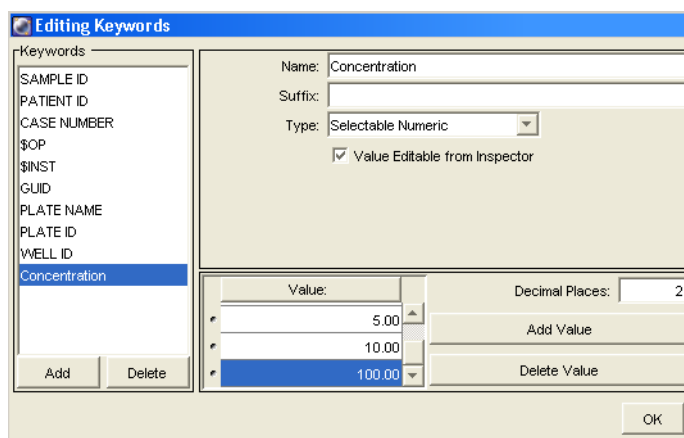 Editing Keywords
Keywords
SAMPLE ID
PATIENT ID
CASE NUMBER
$OP
$INST
GUID
PLATE NAME
PLATE ID
WELL ID
Concentration
Add Delete
Name: Concentration
Suffix:
Type: Selectable Numeric
Value Editable from Inspector
Value:
5.00
10.00
100.00
Decimal Places: 2
Add Value
Delete Value
OK